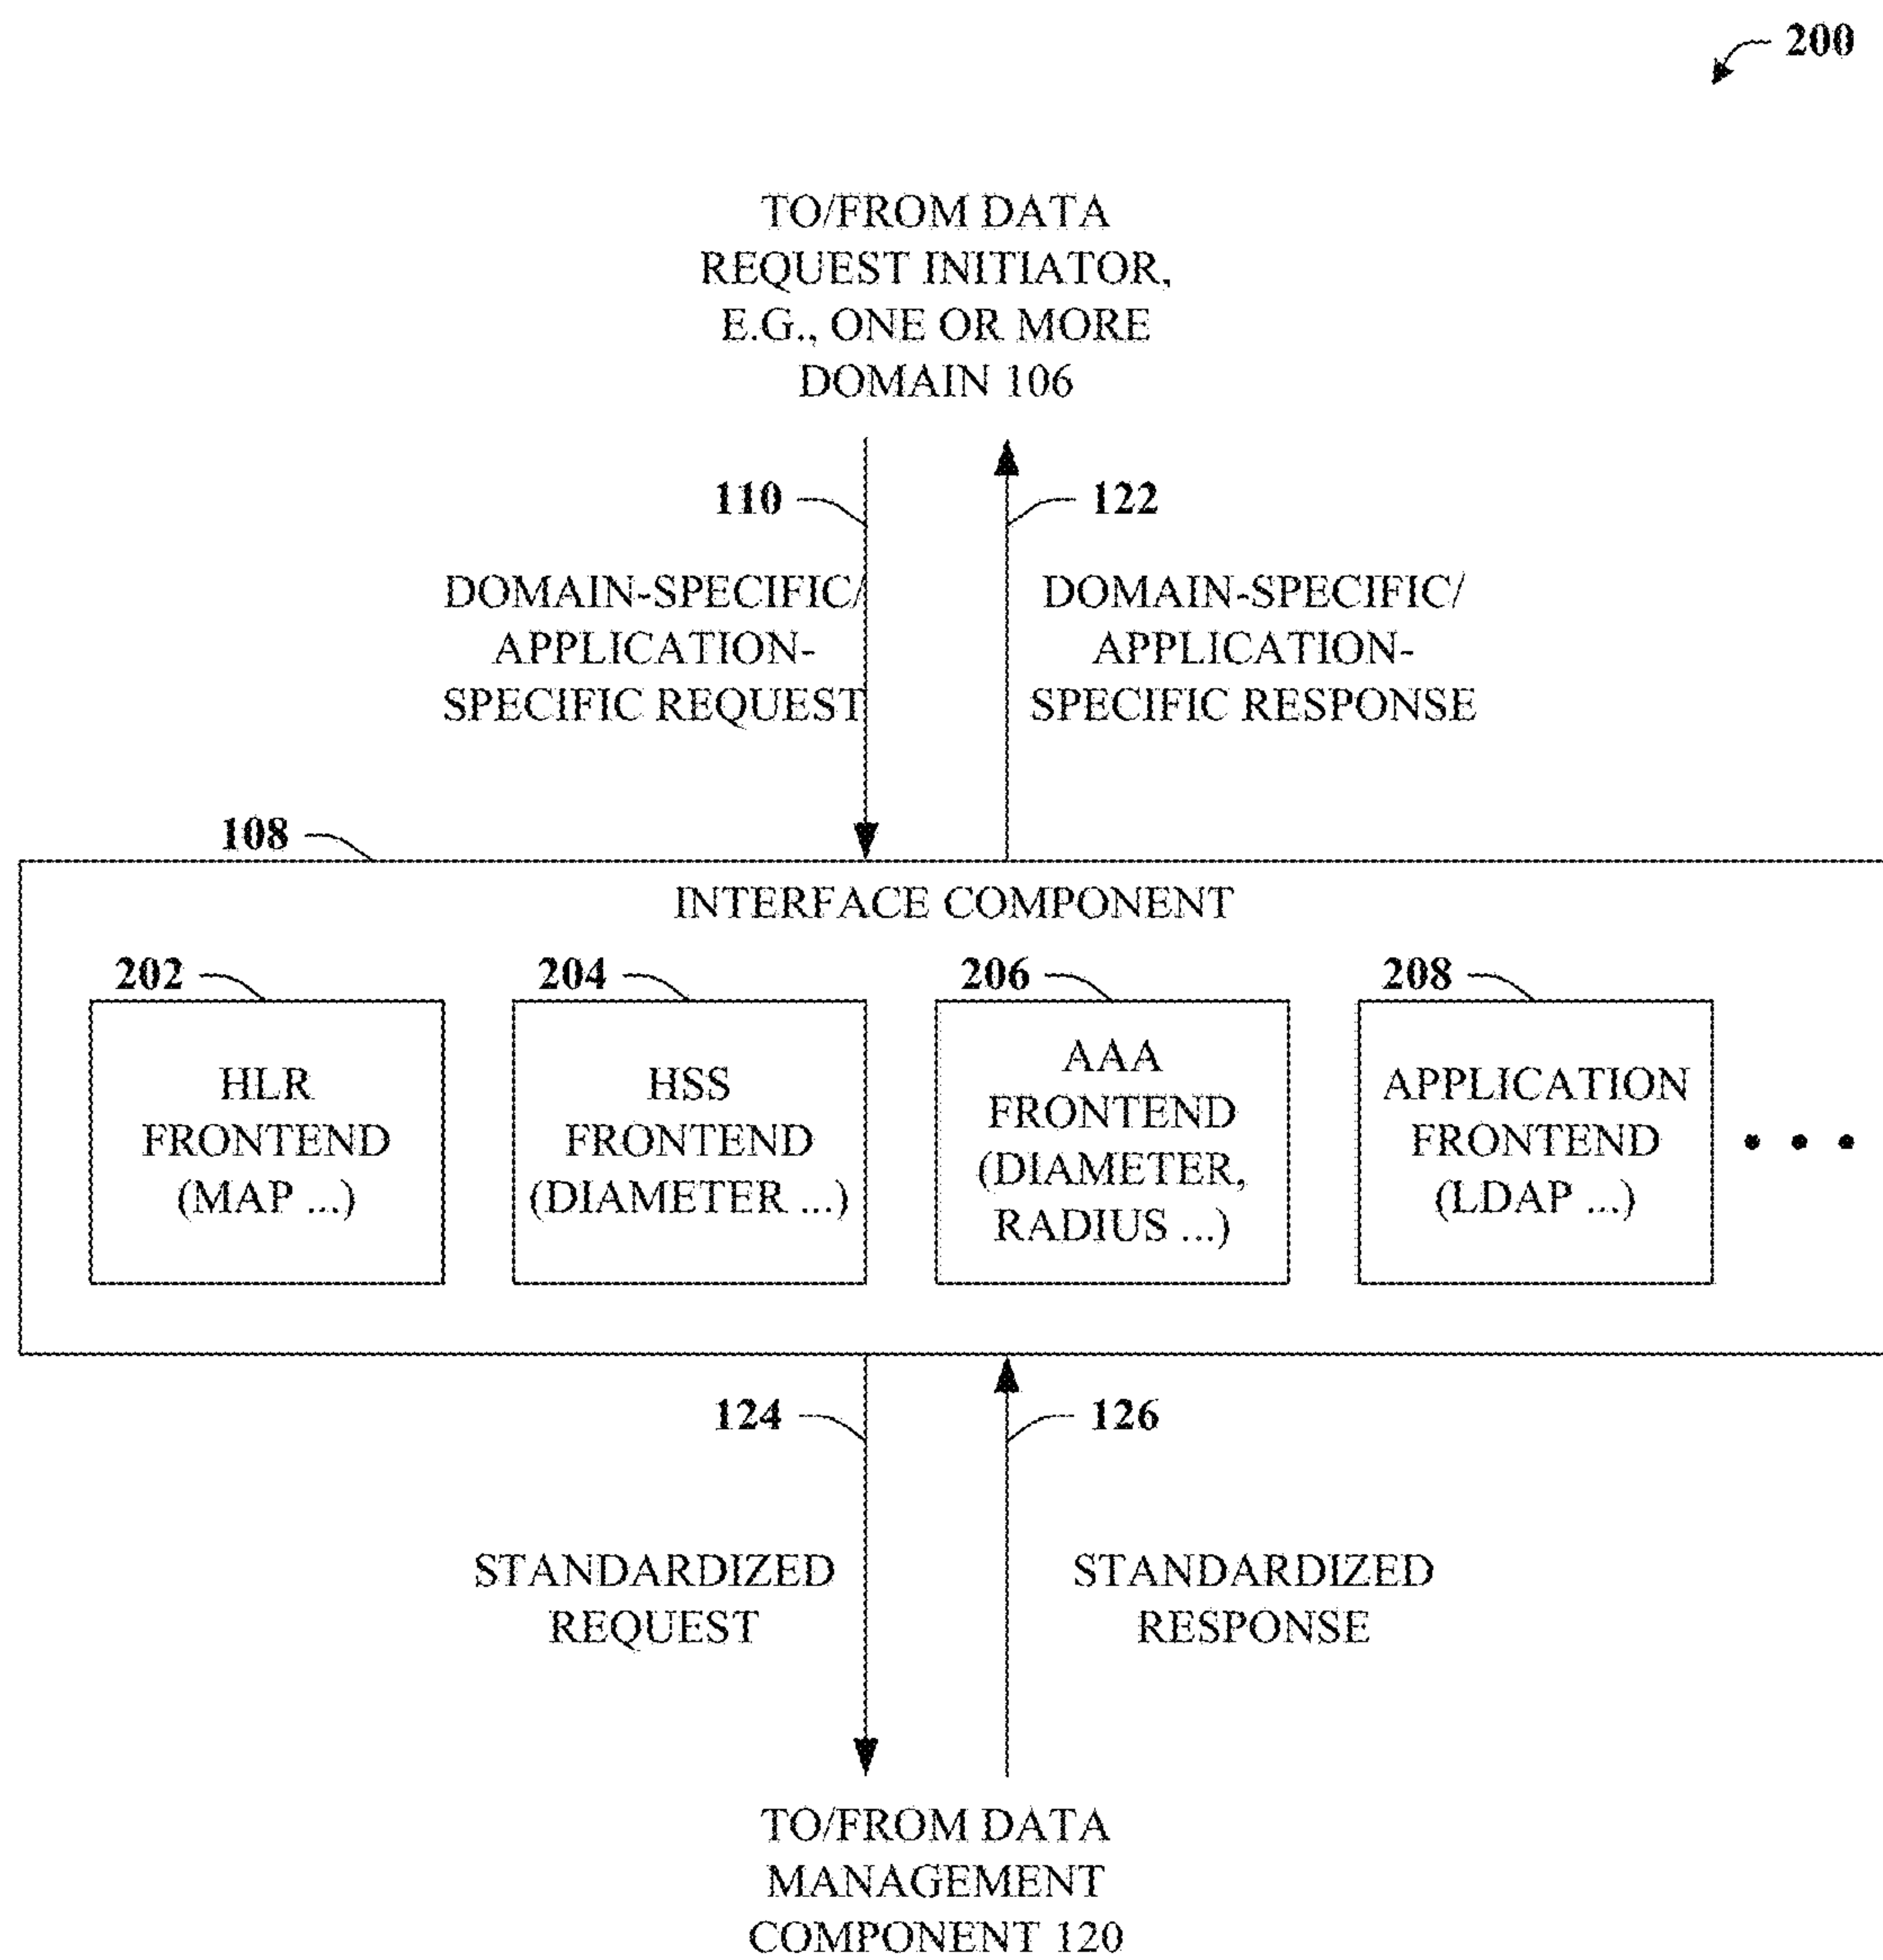 200
TO/FROM DATA
REQUEST INITIATOR,
E.G., ONE OR MORE
DOMAIN 106
110
122
DOMAIN-SPECIFIC/
APPLICATION-
SPECIFIC REQUEST
DOMAIN-SPECIFIC/
APPLICATION-
SPECIFIC RESPONSE
108
INTERFACE COMPONENT
202
HLR
FRONTEND
(MAP ...)
204
HSS
FRONTEND
(DIAMETER ...)
206
AAA
FRONTEND
(DIAMETER,
RADIUS ...)
208
APPLICATION
FRONTEND
(LDAP ...)
• • •
124
126
STANDARDIZED
REQUEST
STANDARDIZED
RESPONSE
TO/FROM DATA
MANAGEMENT
COMPONENT 120